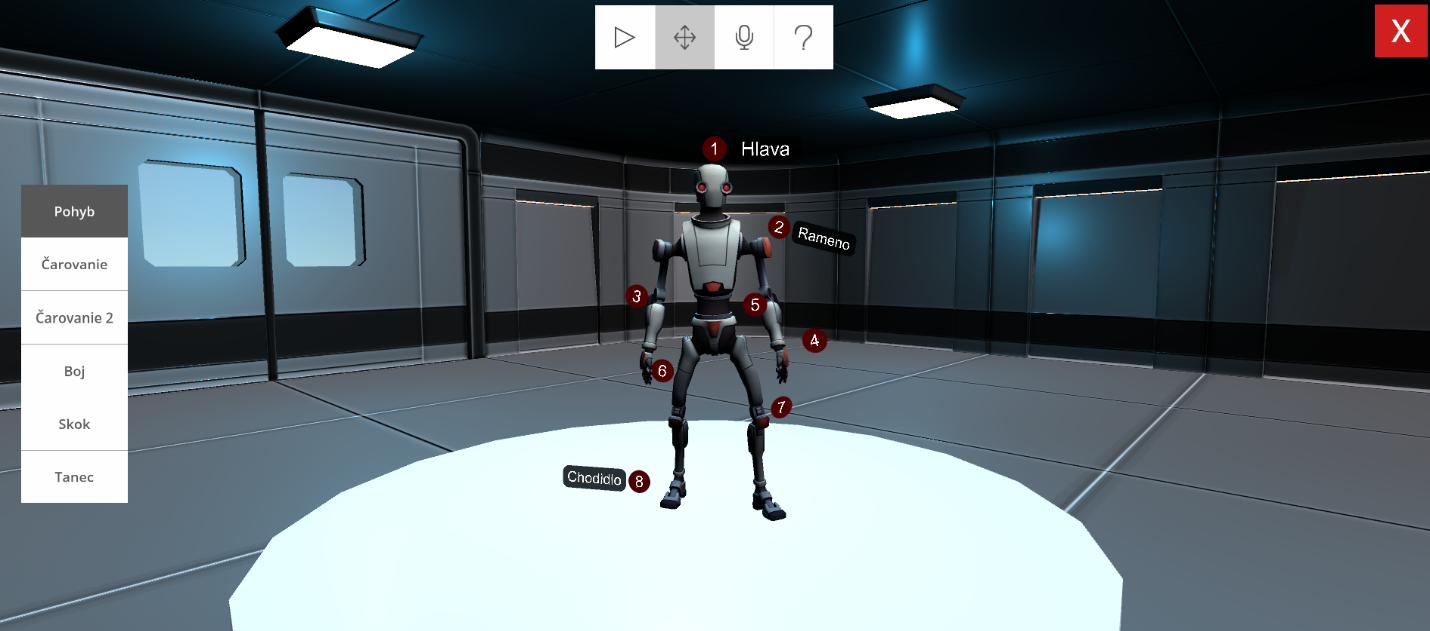 X
1 Hlava
Pohyb
2 Rameno
Čarovanie
3
5
Čarovanie 2
4
Boj
6
7
Skok
Tanec
Chodidlo 8